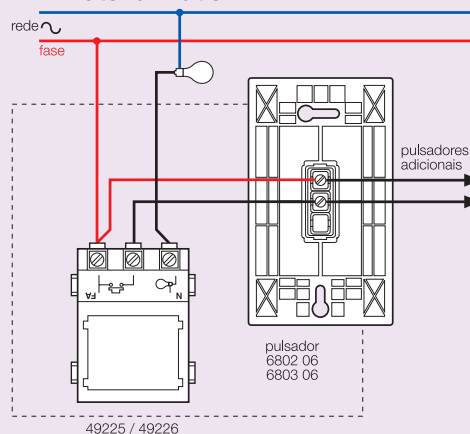 rede
fase
pulsadores
adicionais
FA
N
pulsador
6802 06
6803 06
49225 / 49226